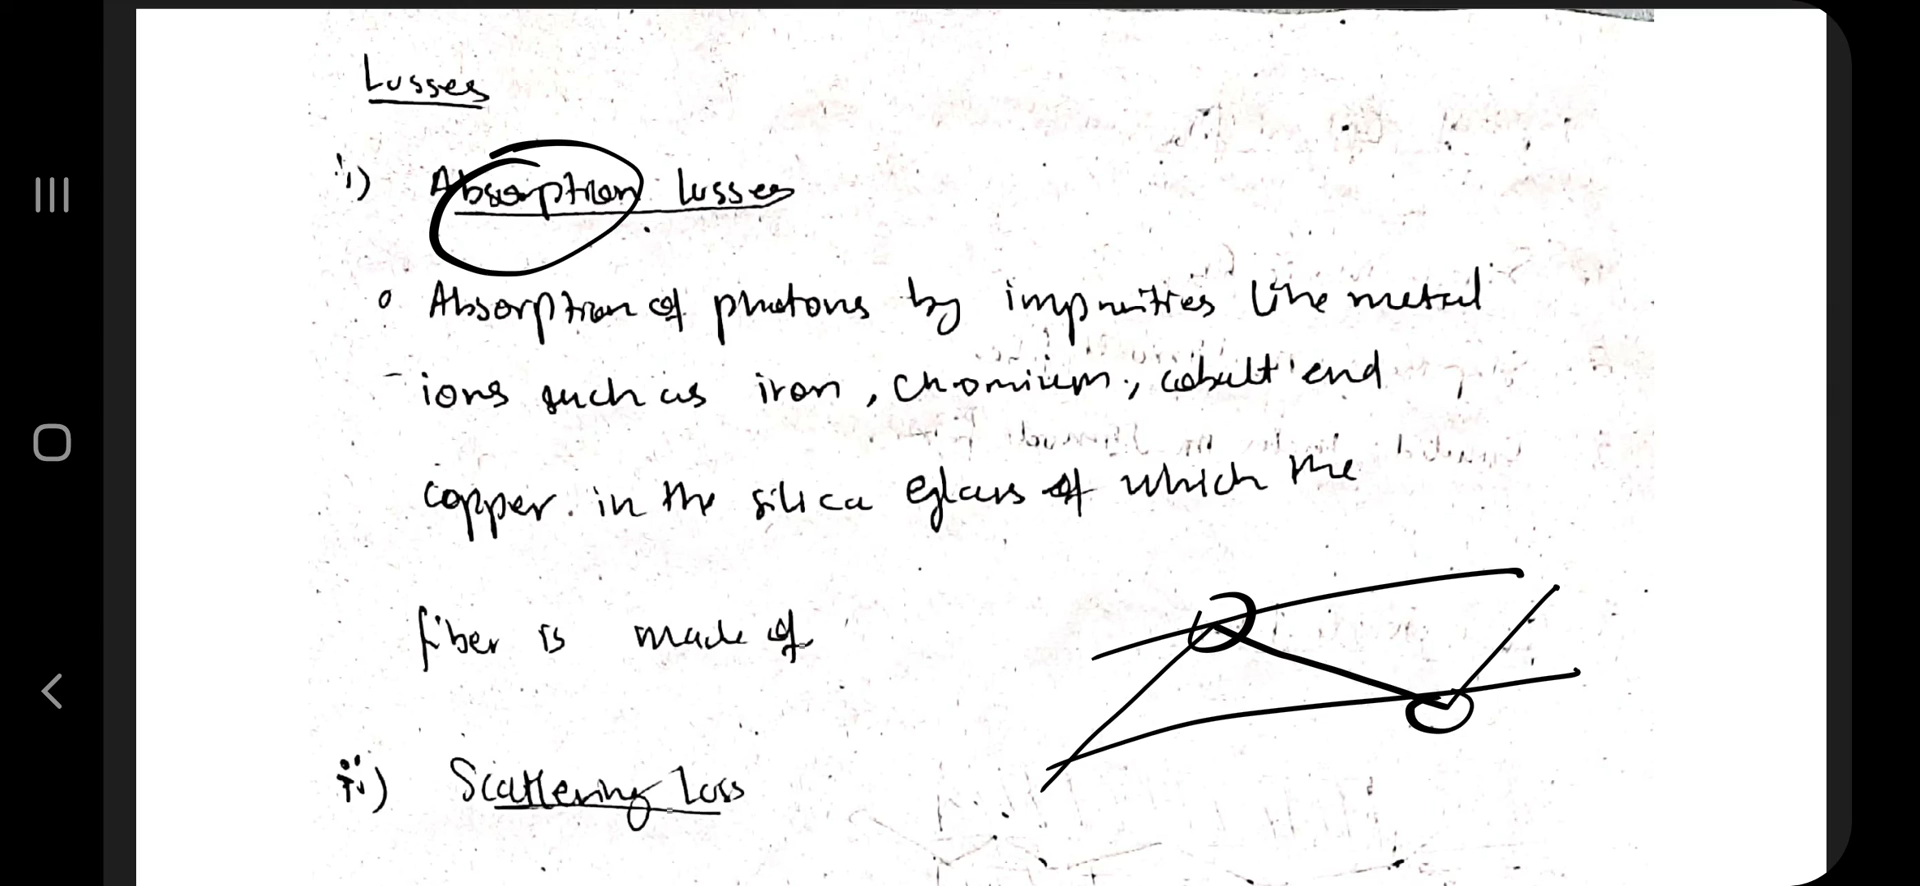 Losses
i) Absorption losses
Absorption of photons by impurities like metal
ions such as iron, chromium, cobalt end
copper. in the silica glass of which the
fiber is made of
ii) Scattering Loss